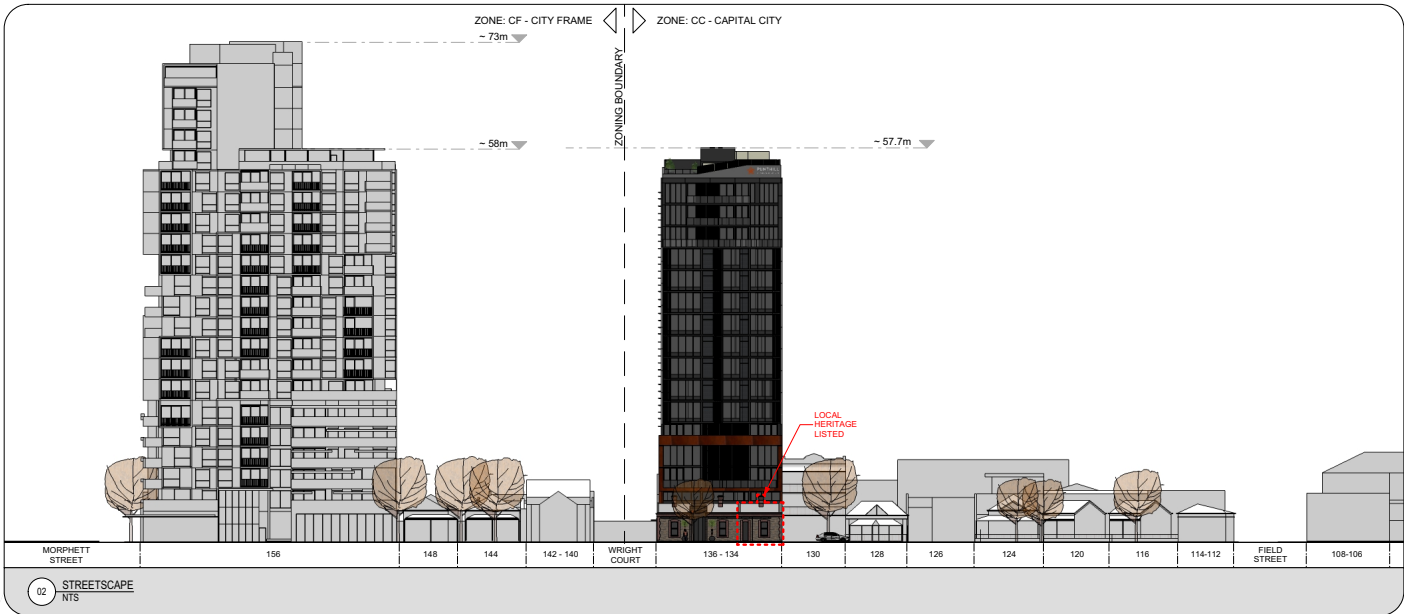 ZONE: CF - CITY FRAME
ZONE: CC - CAPITAL CITY
~ 73m
ZONING BOUNDARY
~ 58m
~ 57.7m
LOCAL
HERITAGE
LISTED
MORPHETT
STREET
156
148
144
142 - 140
WRIGHT
COURT
136 - 134
130
128
126
124
120
116
114-112
FIELD
STREET
108-106
02
STREETSCAPE
NTS